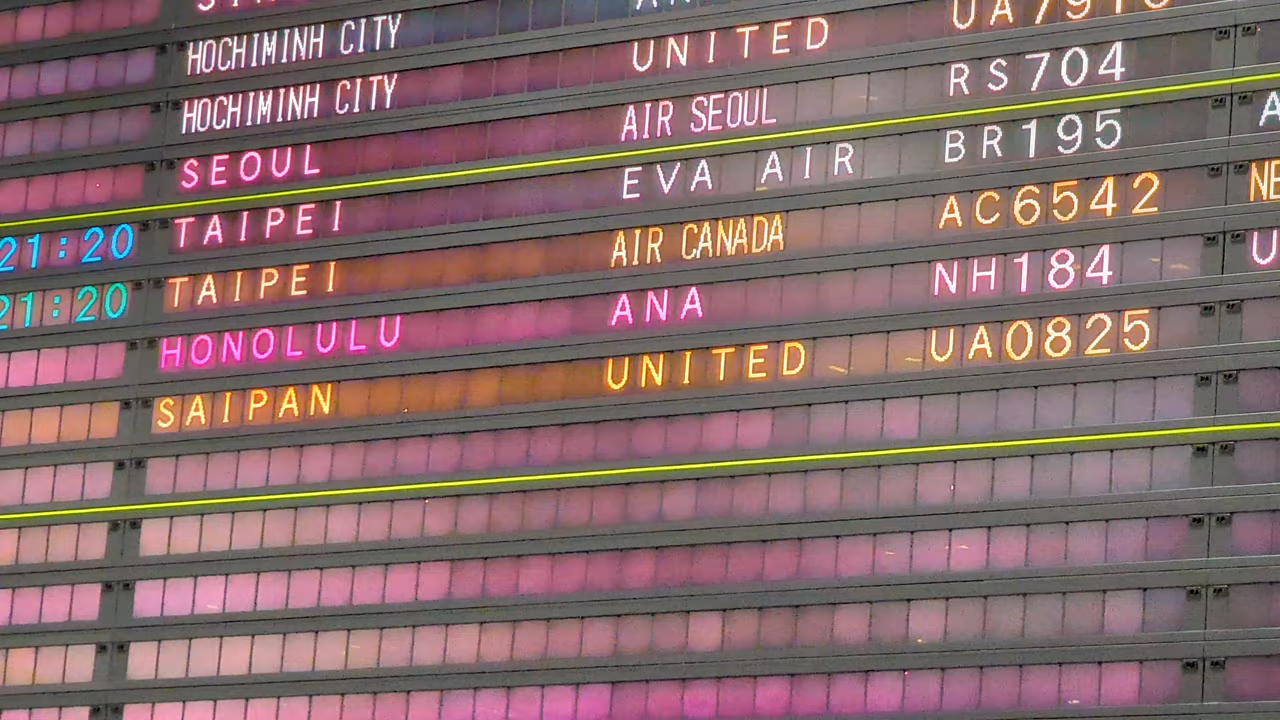 HOCHIMINH CITY
HOCHIMINH CITY UNITED
SEOUL AIR SEOUL RS704
21:20 TAIPEI EVA AIR BR195
21:20 TAIPEI AIR CANADA AC6542
HONOLULU ANA NH184
SAIPAN UNITED UA0825